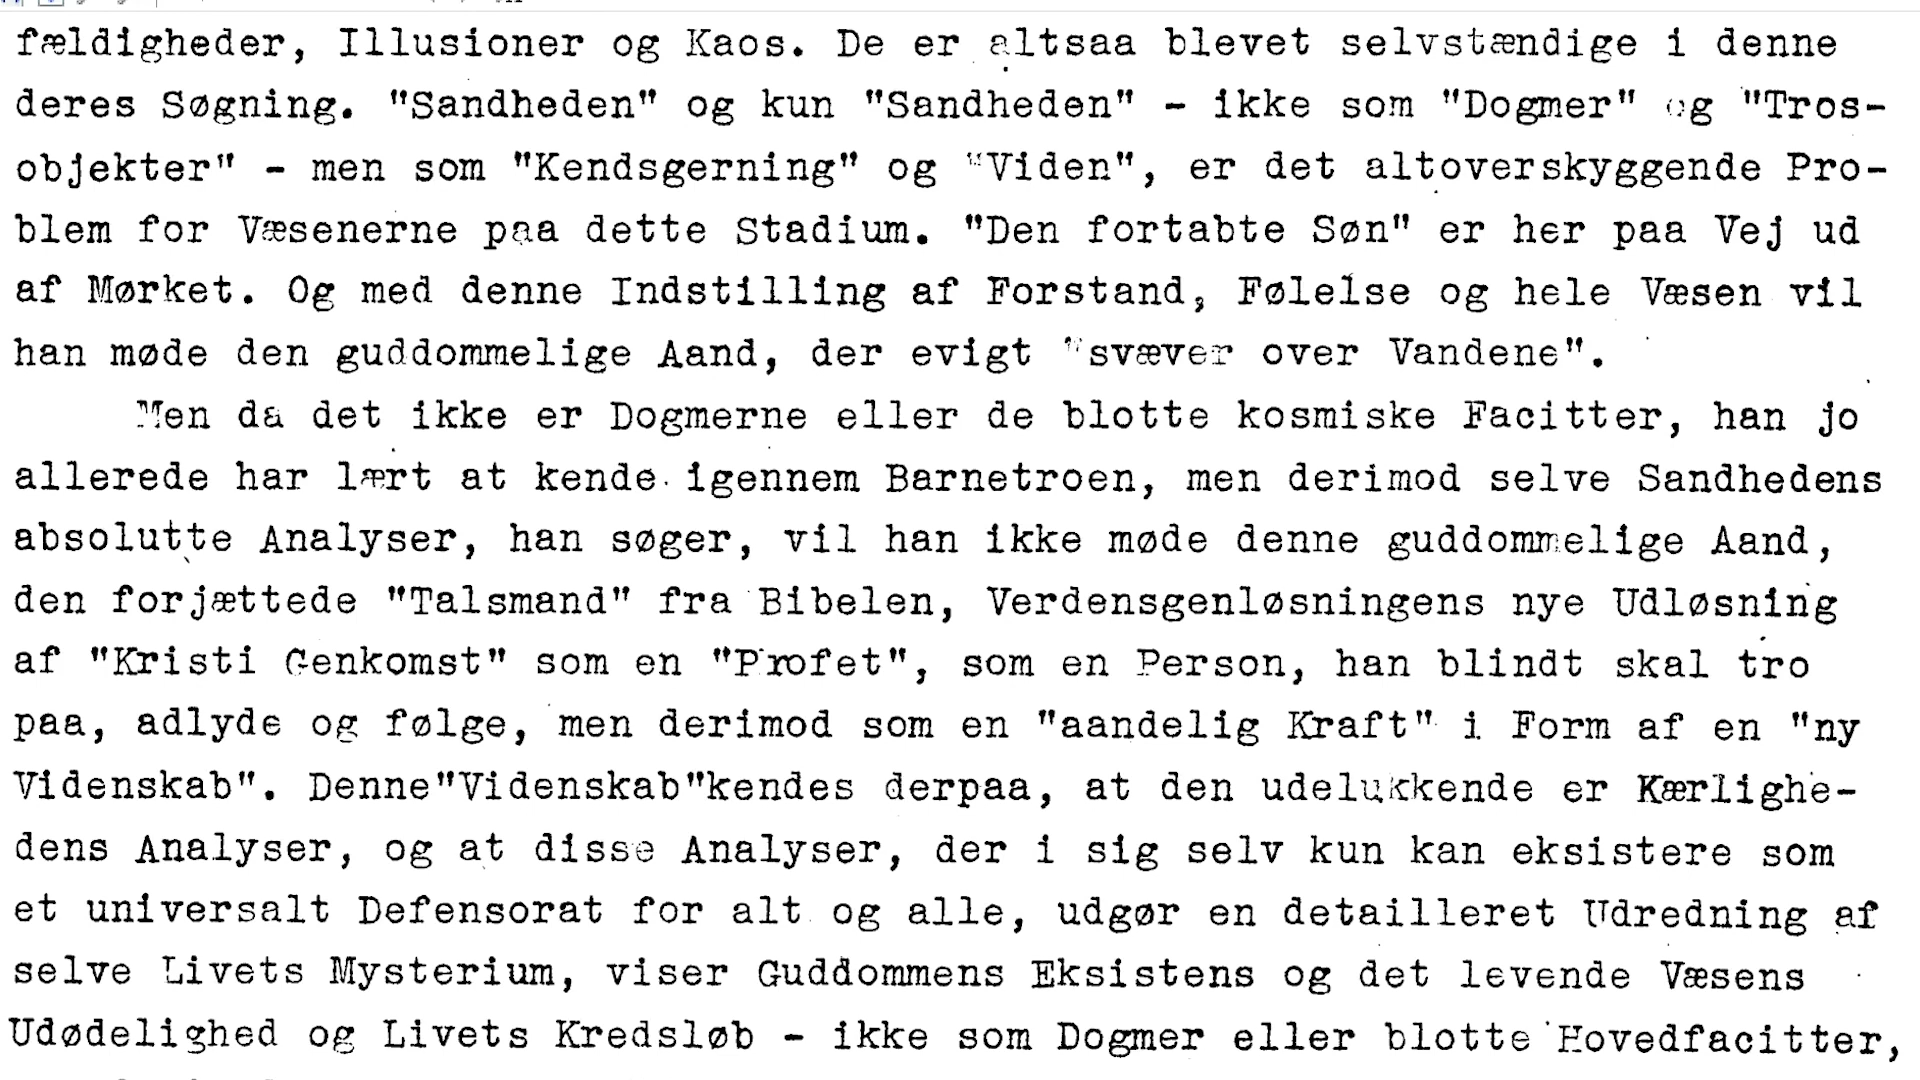 fældigheder, Illusioner og Kaos. De er altsaa blevet selvstændige i denne
deres Søgning. "Sandheden" og kun "Sandheden" - ikke som "Dogmer" og "Tros-
objekter" - men som "Kendsgerning" og "Viden", er det altoverskyggende Pro-
blem for Væsenerne paa dette Stadium. "Den fortabte Søn" er her paa Vej ud
af Mørket. Og med denne Indstilling af Forstand, Følelse og hele Væsen vil
han møde den guddommelige Aand, der evigt "svæver over Vandene".
Men da det ikke er Dogmerne eller de blotte kosmiske Facitter, han jo
allerede har lært at kende igennem Barnetroen, men derimod selve Sandhedens
absolutte Analyser, han søger, vil han ikke møde denne guddommelige Aand,
den forjættede "Talsmand" fra Bibelen, Verdensgenløsningens nye Udløsning
af "Kristi Genkomst" som en "Profet", som en Person, han blindt skal tro
paa, adlyde og følge, men derimod som en "aandelig Kraft" i Form af en "ny
Videnskab". Denne"Videnskab"kendes derpaa, at den udelukkende er Kærlighe-
dens Analyser, og at disse Analyser, der i sig selv kun kan eksistere som
et universalt Defensorat for alt og alle, udgør en detailleret Udredning af
selve Livets Mysterium, viser Guddommens Eksistens og det levende Væsens
Udødelighed og Livets Kredsløb - ikke som Dogmer eller blotte Hovedfacitter,